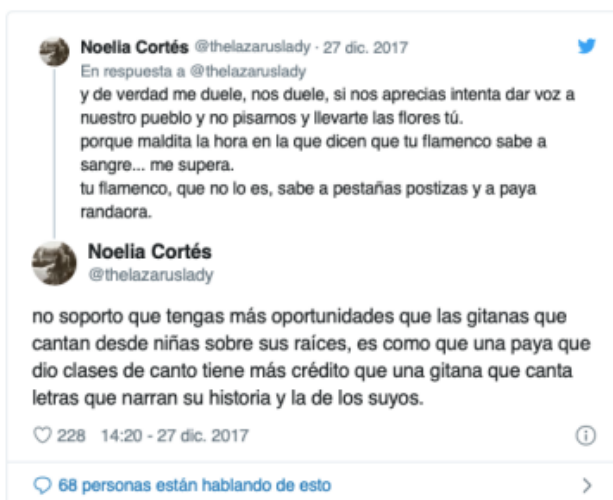 Noelia Cortés @thelazaruslady · 27 dic. 2017
En respuesta a @thelazaruslady
y de verdad me duele, nos duele, si nos aprecias intenta dar voz a
nuestro pueblo y no pisarnos y llevarte las flores tú.
porque maldita la hora en la que dicen que tu flamenco sabe a
sangre... me supera.
tu flamenco, que no lo es, sabe a pestañas postizas y a paya
randaora.
Noelia Cortés
@thelazaruslady
no soporto que tengas más oportunidades que las gitanas que
cantan desde niñas sobre sus raíces, es como que una paya que
dio clases de canto tiene más crédito que una gitana que canta
letras que narran su historia y la de los suyos.
228 14:20 - 27 dic. 2017
68 personas están hablando de esto